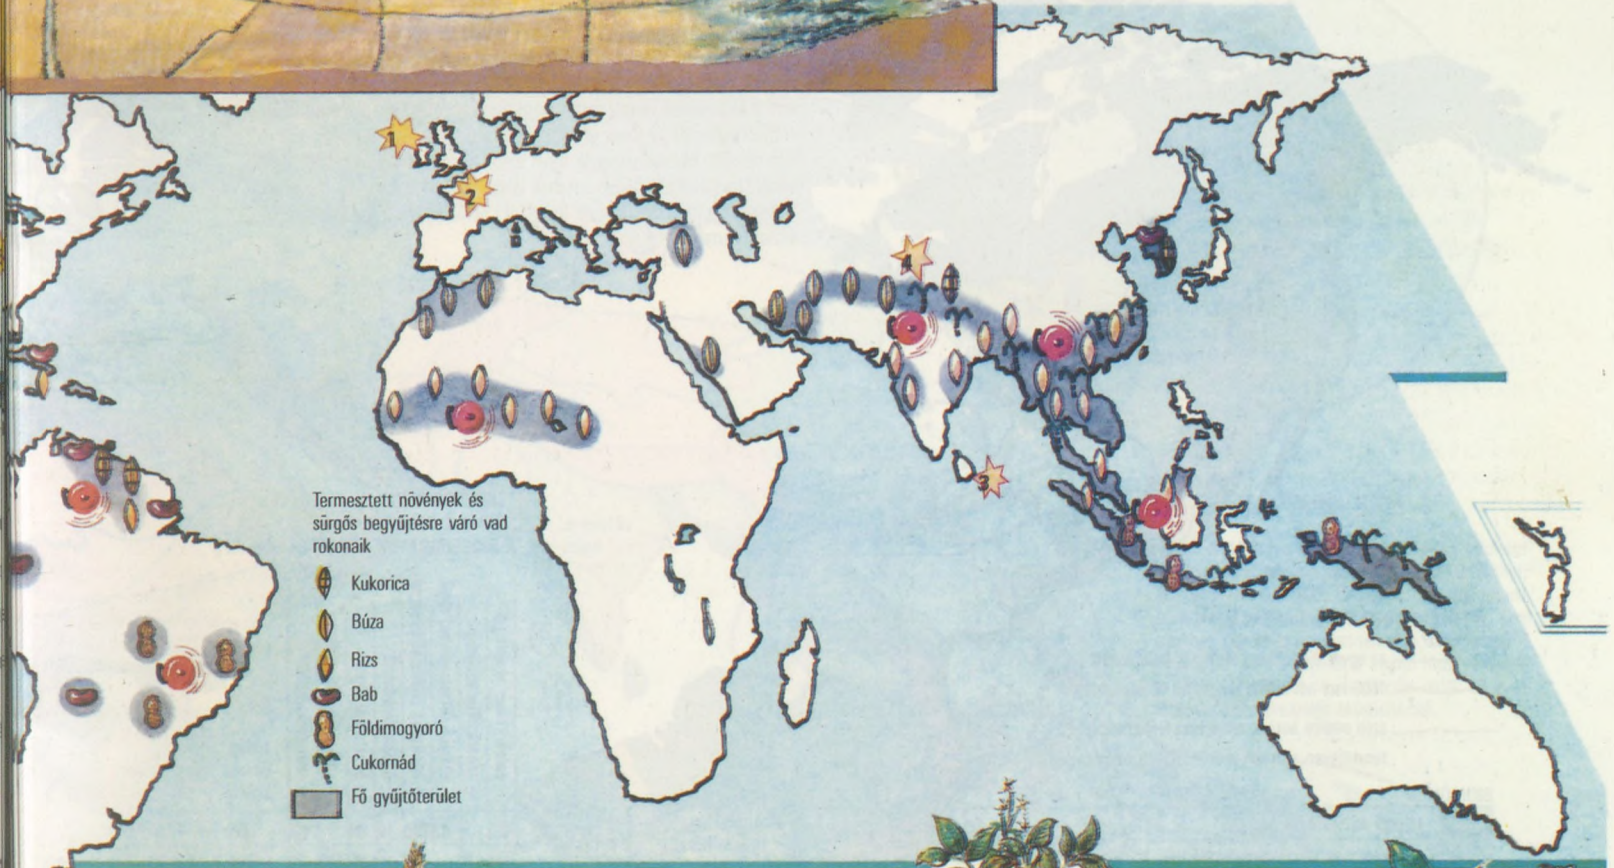 1
2
4
3
Termesztett növények és
sürgős begyűjtésre váró vad
rokonaik
Kukorica
Búza
Rizs
Bab
Földimogyoró
Cukornád
Fő gyűjtőterület